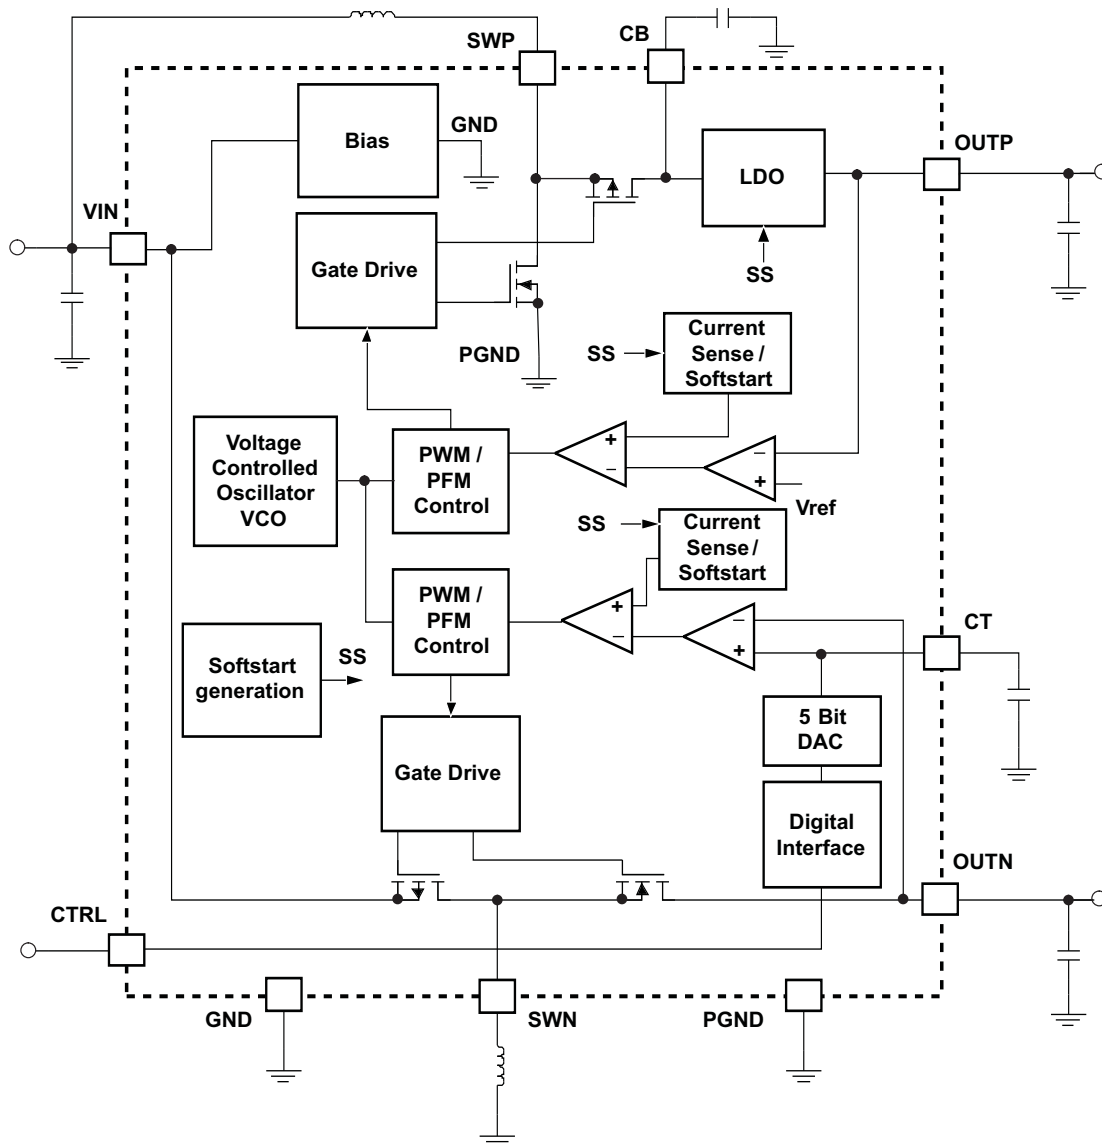 SWP
CB
Bias
GND
LDO
OUTP
VIN
Gate Drive
SS
PGND
SS
Current
Sense /
Softstart
Voltage
Controlled
Oscillator
VCO
PWM /
PFM
Control
+
−
−
+
Vref
SS
Current
Sense /
Softstart
PWM /
PFM
Control
+
−
−
+
CT
Softstart
generation
SS
5 Bit
DAC
Gate Drive
Digital
Interface
OUTN
CTRL
GND
SWN
PGND